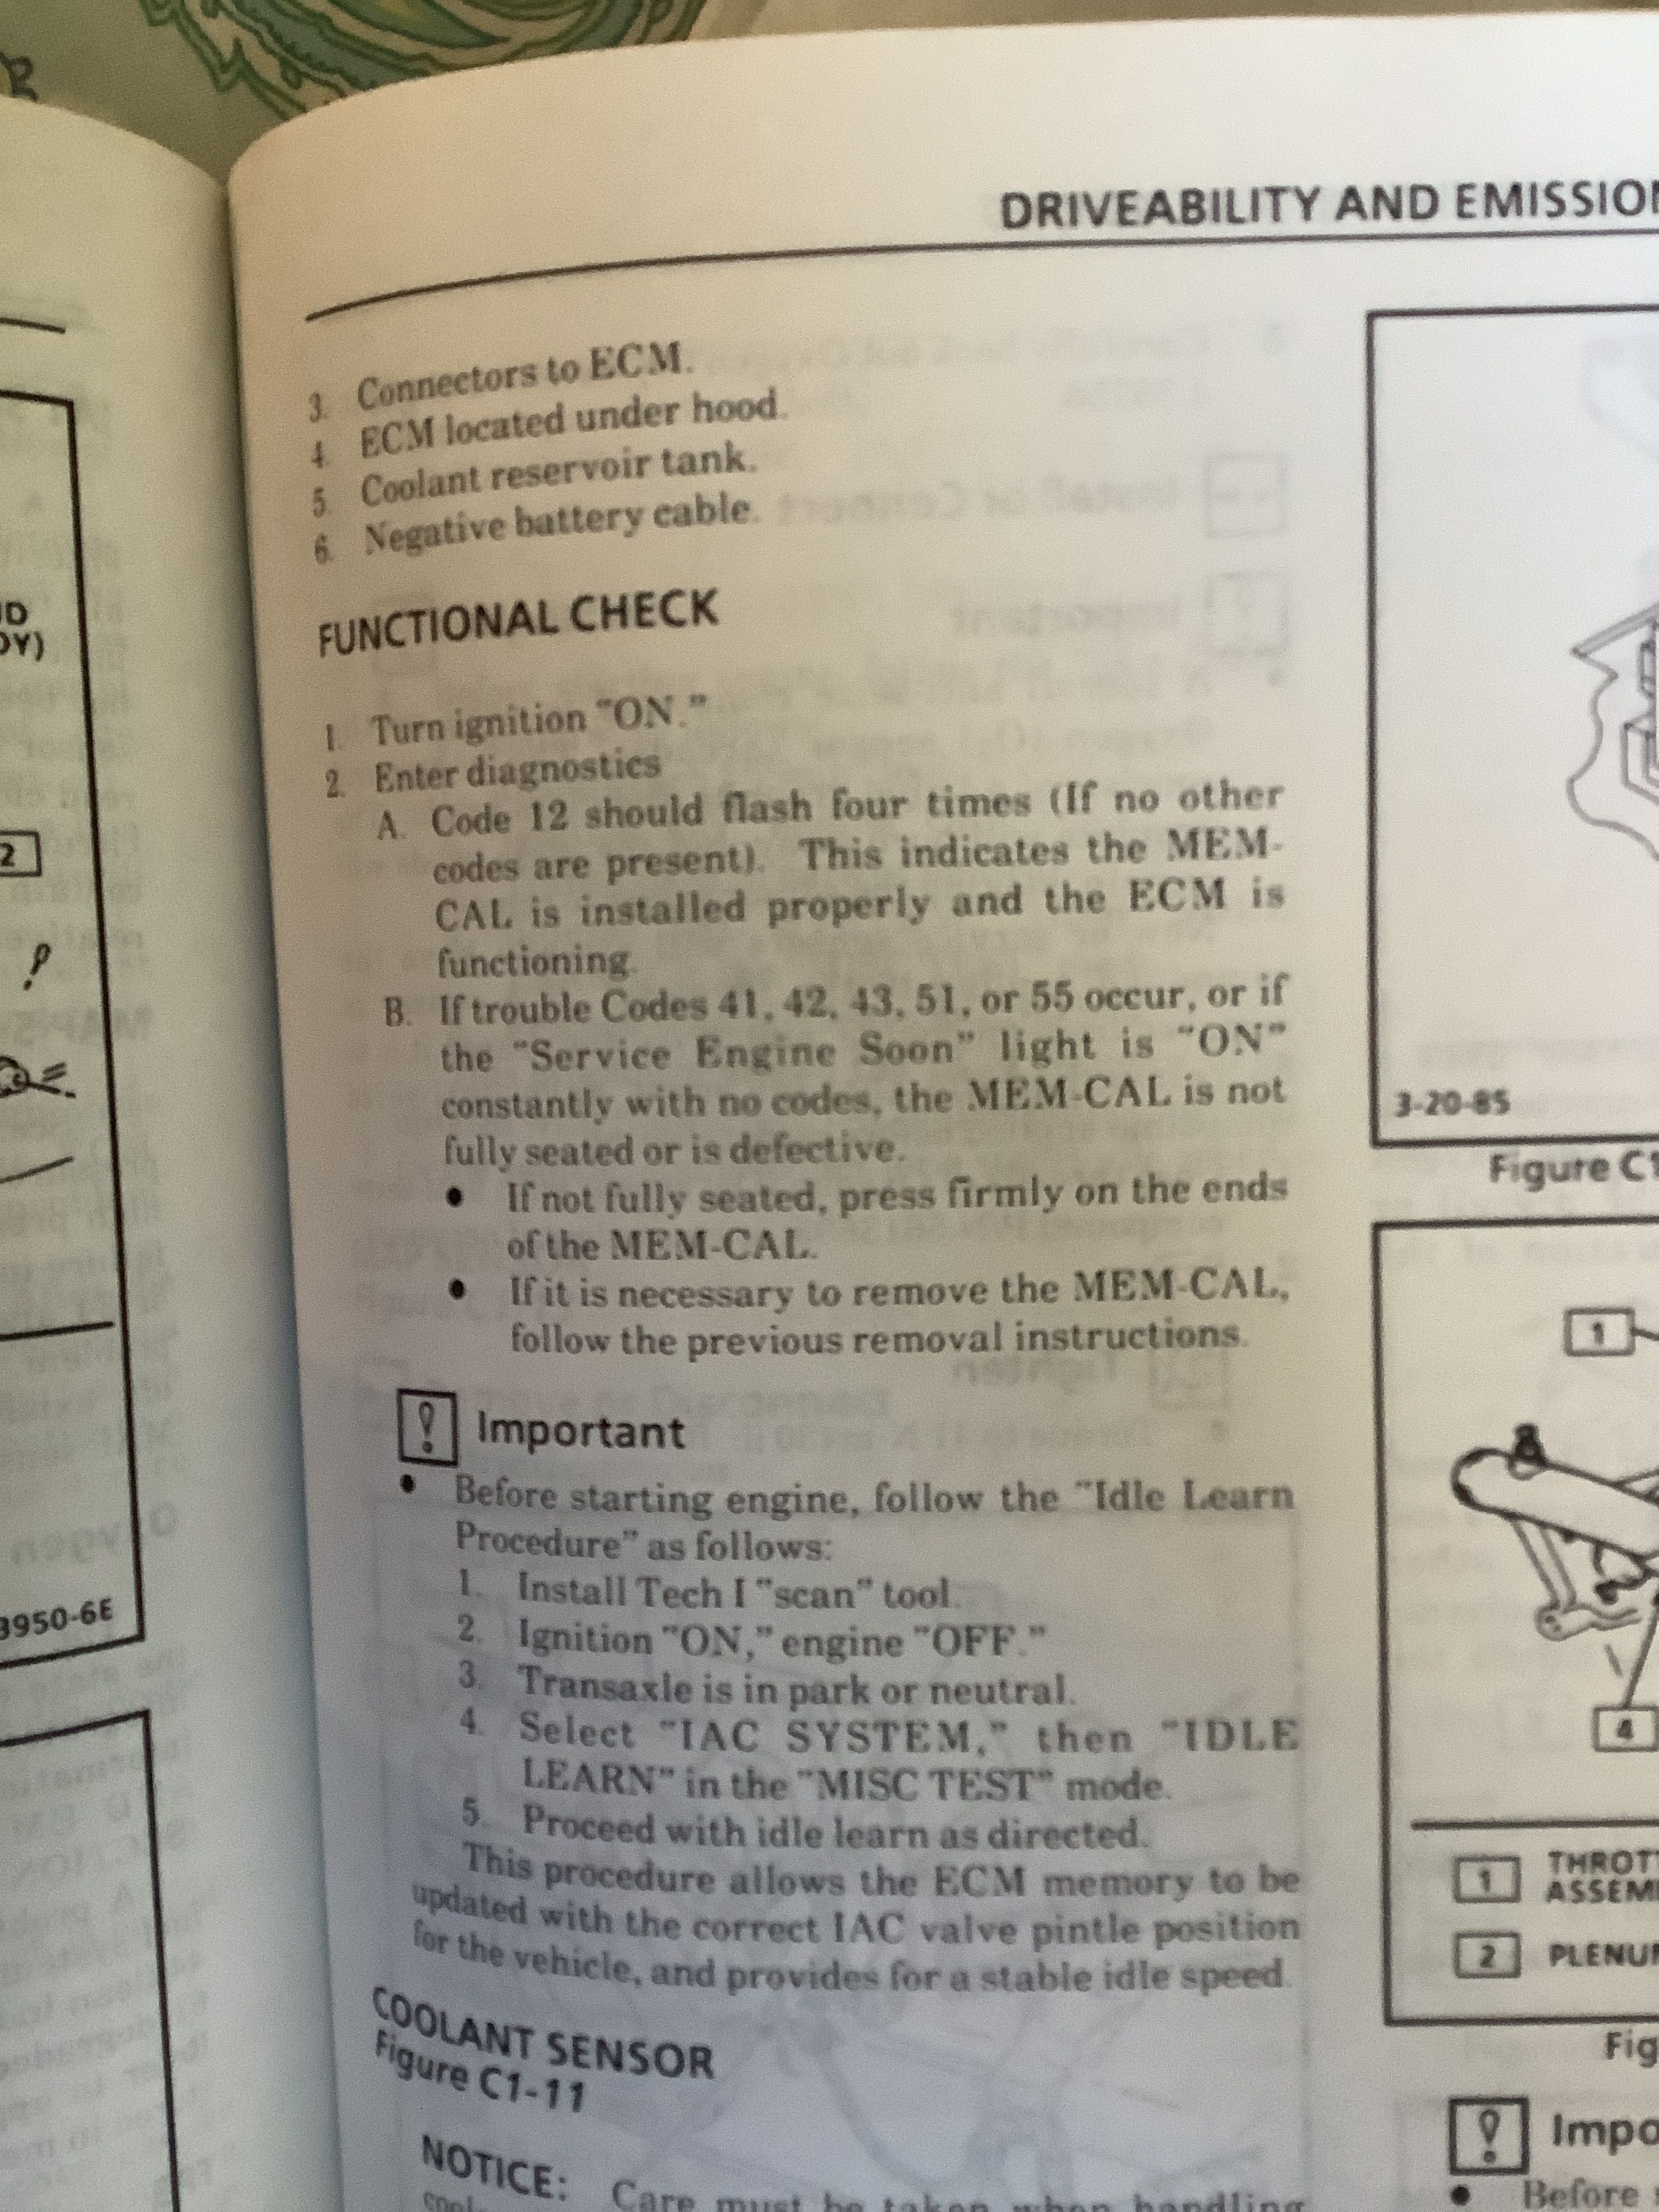 DRIVEABILITY AND
3. Connectors to ECM.
4. ECM located under hood.
5. Coolant reservoir tank.
6. Negative battery cable.
FUNCTIONAL CHECK
1. Turn ignition "ON."
2. Enter diagnostics
A. Code 12 should flash four times (If no other
codes are present). This indicates the MEM-
CAL is installed properly and the ECM is
functioning.
B. If trouble Codes 41, 42, 43, 51, or 55 occur, or if
the "Service Engine Soon" light is "ON"
constantly with no codes, the MEM-CAL is not
fully seated or is defective.
• If not fully seated, press firmly on the ends
of the MEM-CAL.
• If it is necessary to remove the MEM-CAL,
follow the previous removal instructions.
! Important
• Before starting engine, follow the "Idle Learn
Procedure" as follows:
1. Install Tech I "scan" tool.
2. Ignition "ON," engine "OFF."
3. Transaxle is in park or neutral.
4. Select "IAC SYSTEM," then "IDLE
LEARN" in the "MISC TEST" mode.
5. Proceed with idle learn as directed.
This procedure allows the ECM memory to be
updated with the correct IAC valve pintle position
for the vehicle, and provides for a stable idle speed.
COOLANT SENSOR
Figure C1-11
NOTICE: Care must be taken when handling
3-20-85
Figure
1
4
1
2
!
• Before
2
!
3950-6E